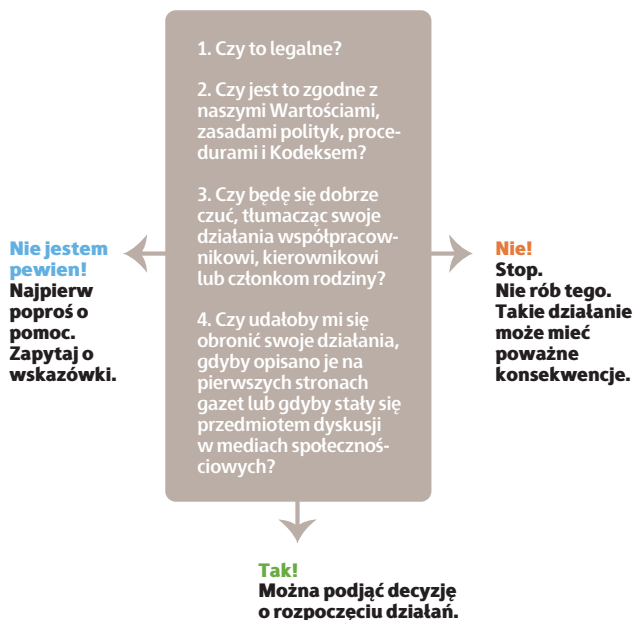 1. Czy to legalne?
2. Czy jest to zgodne z
naszymi Wartościami,
zasadami polityk, proce-
durami i Kodeksem?
3. Czy będę się dobrze
czuć, tłumacząc swoje
działania współpracow-
nikowi, kierownikowi
lub członkom rodziny?
4. Czy udałoby mi się
obronić swoje działania,
gdyby opisano je na
pierwszych stronach
gazet lub gdyby stały się
przedmiotem dyskusji
w mediach społecznoś-
ciowych?
Nie jestem
pewien!
Najpierw
poproś o
pomoc.
Zapytaj o
wskazówki.
Nie!
Stop.
Nie rób tego.
Takie działanie
może mieć
poważne
konsekwencje.
Tak!
Można podjąć decyzję
o rozpoczęciu działań.